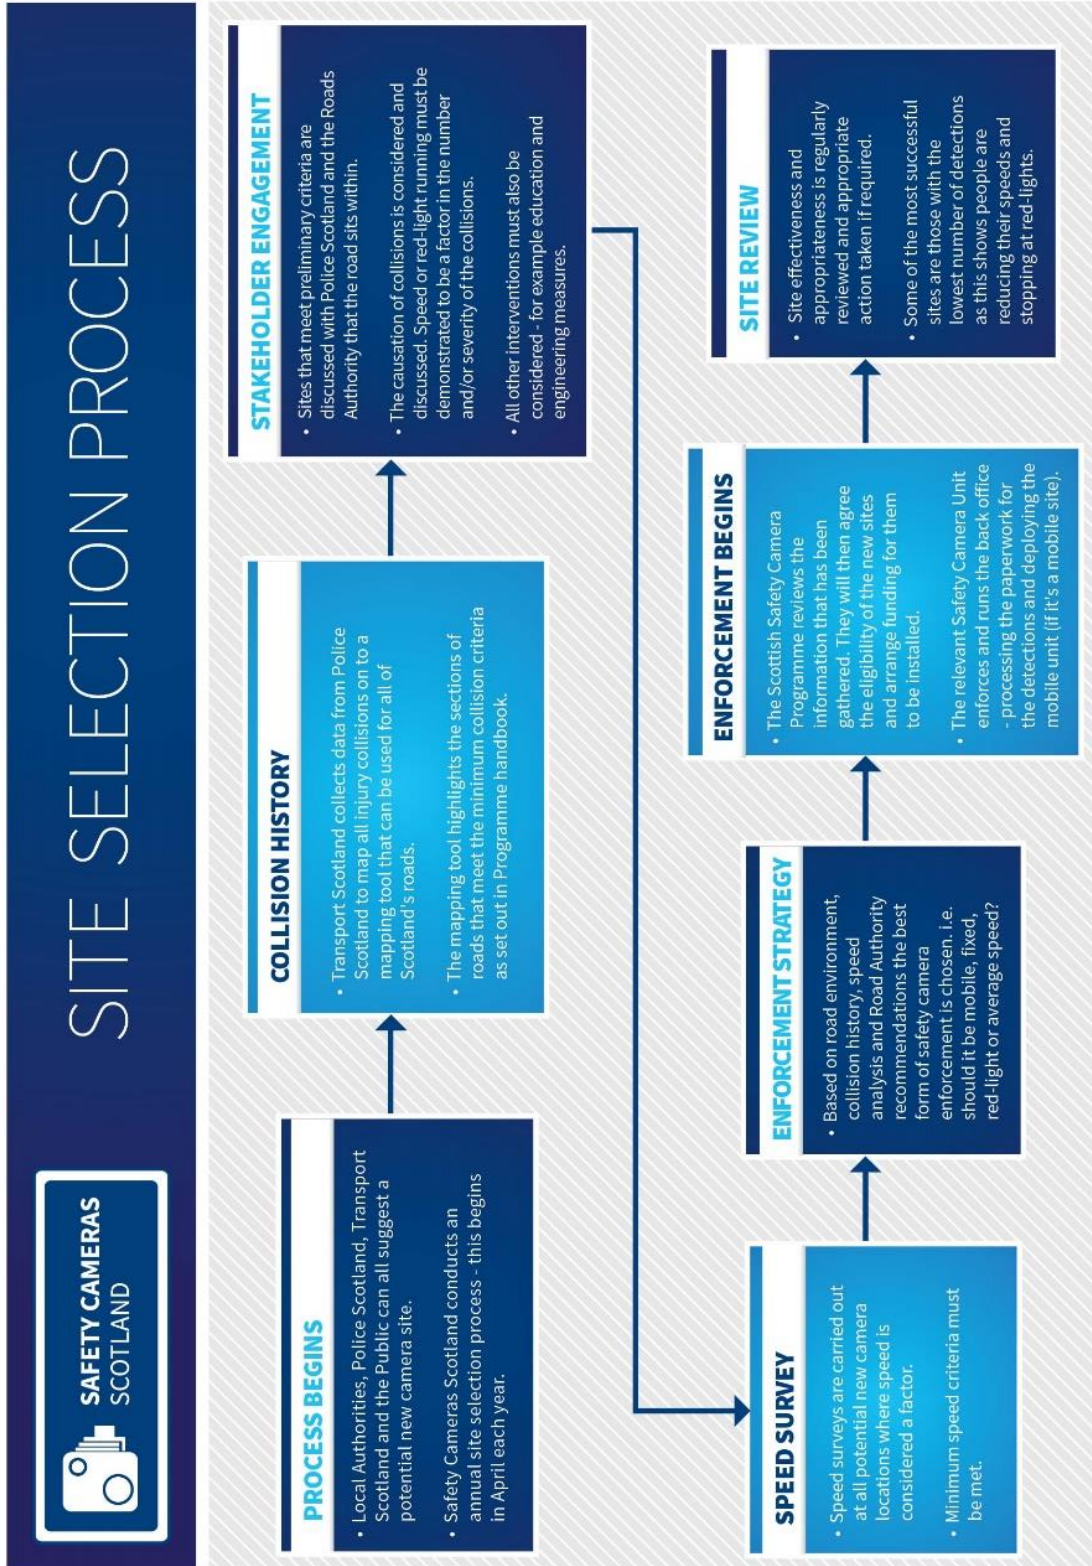 SAFETY CAMERAS
SCOTLAND
SITE SELECTION PROCESS
PROCESS BEGINS
• Local Authorities, Police Scotland, Transport
Scotland and the Public can all suggest a
potential new camera site.
• Safety Cameras Scotland conducts an
annual site selection process - this begins
in April each year.
COLLISION HISTORY
• Transport Scotland collects data from Police
Scotland to map all injury collisions on to a
mapping tool that can be used for all of
Scotland's roads.
• The mapping tool highlights the sections of
roads that meet the minimum collision criteria
as set out in Programme handbook.
STAKEHOLDER ENGAGEMENT
• Sites that meet preliminary criteria are
discussed with Police Scotland and the Roads
Authority that the road sits within.
• The causation of collisions is considered and
discussed. Speed or red-light running must be
demonstrated to be a factor in the number
and/or severity of the collisions.
• All other interventions must also be
considered - for example education and
engineering measures.
SPEED SURVEY
• Speed surveys are carried out
at all potential new camera
locations where speed is
considered a factor.
• Minimum speed criteria must
be met.
ENFORCEMENT STRATEGY
• Based on road environment,
collision history, speed
analysis and Road Authority
recommendations the best
form of safety camera
enforcement is chosen. i.e.
should it be mobile, fixed,
red-light or average speed?
ENFORCEMENT BEGINS
• The Scottish Safety Camera
Programme reviews the
information that has been
gathered. They will then agree
the eligibility of the new sites
and arrange funding for them
to be installed.
• The relevant Safety Camera Unit
enforces and runs the back office
- processing the paperwork for
the detections and deploying the
mobile unit (if it's a mobile site).
SITE REVIEW
• Site effectiveness and
appropriateness is regularly
reviewed and appropriate
action taken if required.
• Some of the most successful
sites are those with the
lowest number of detections
as this shows people are
reducing their speeds and
stopping at red-lights.